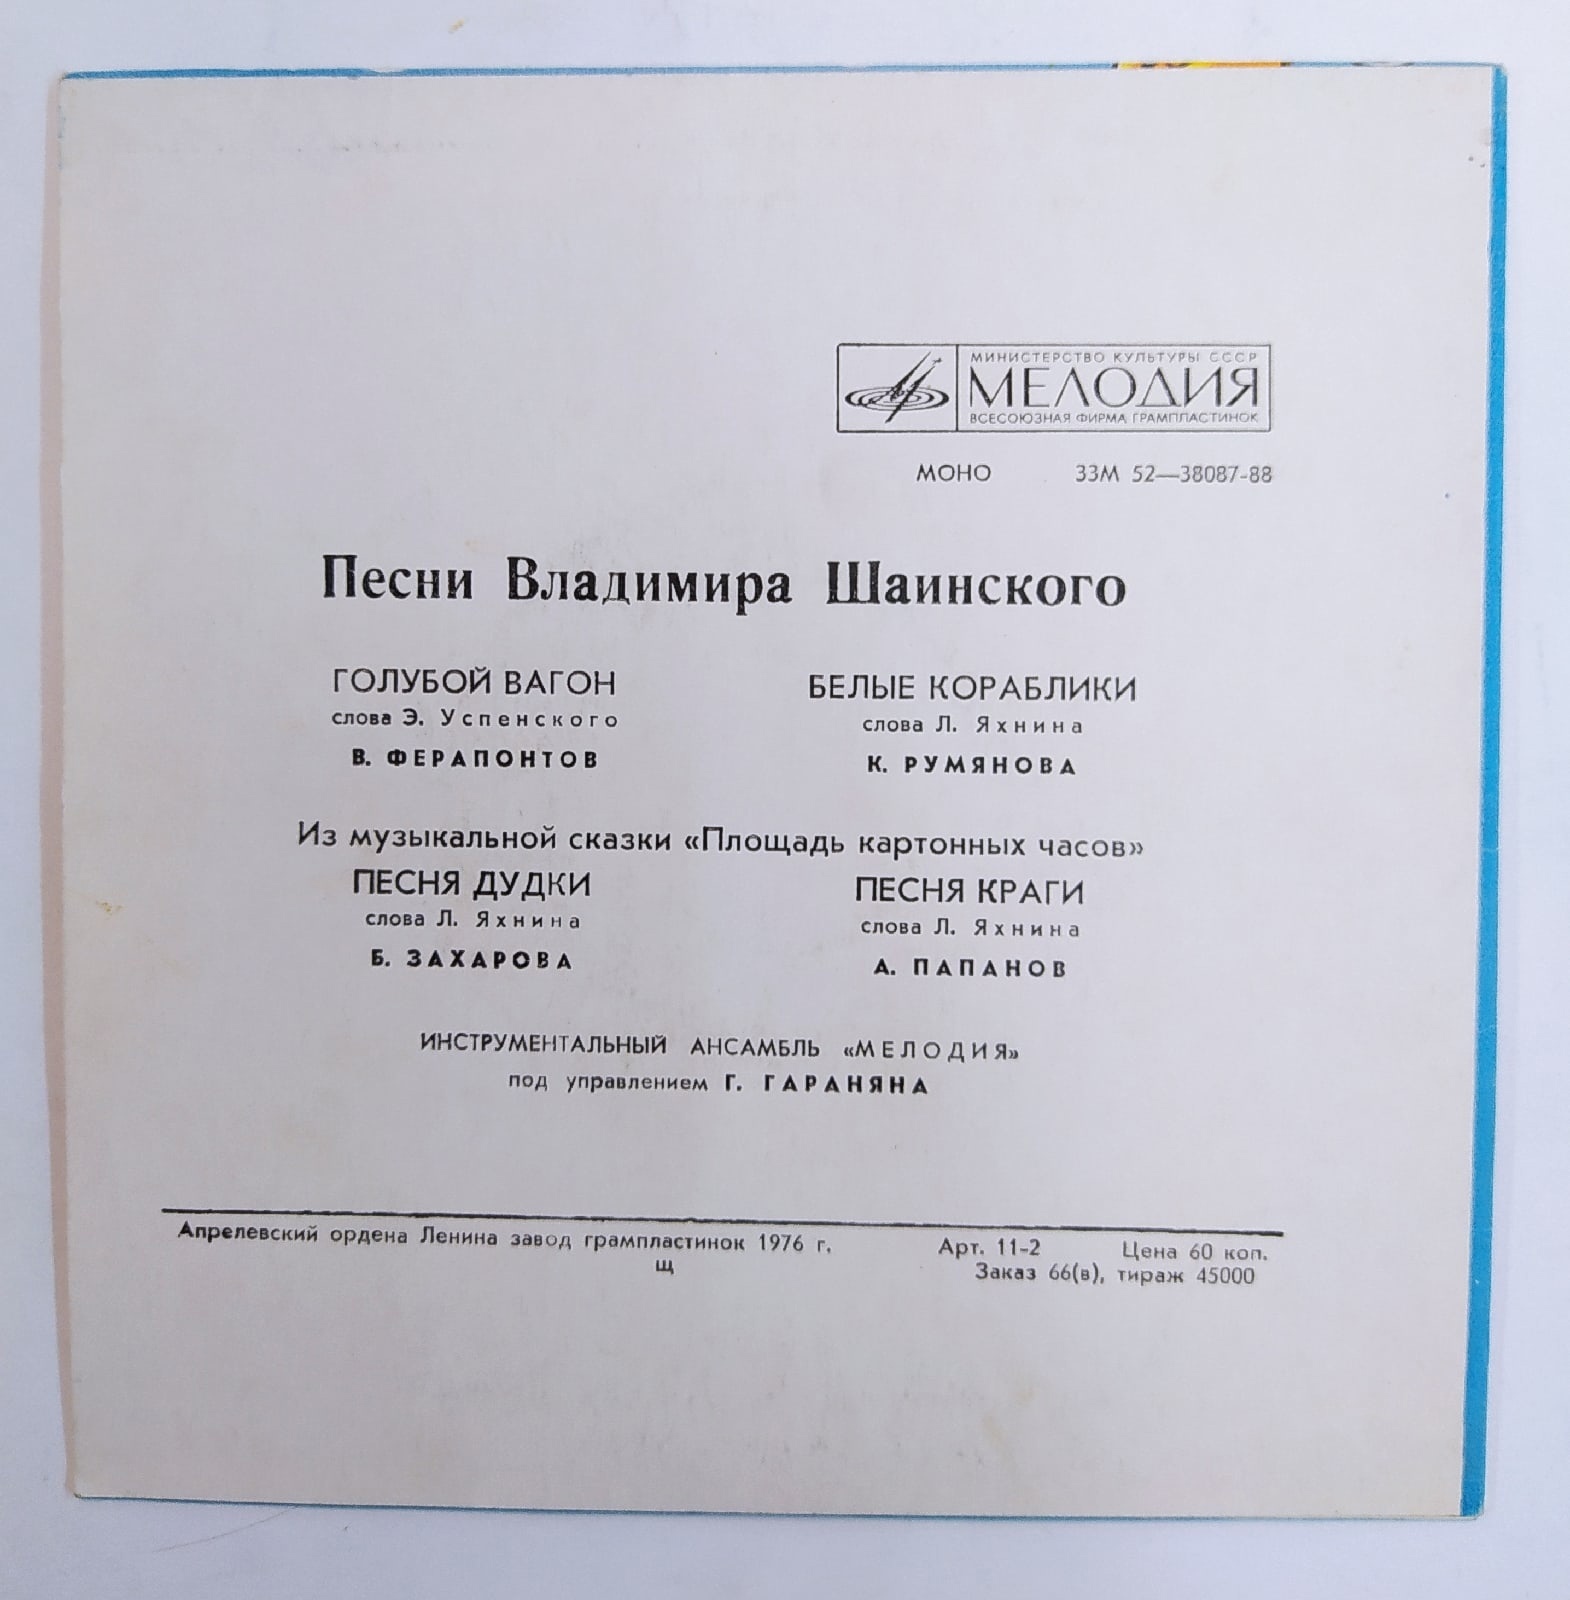 МИНИСТЕРСТВО КУЛЬТУРЫ СССР
МЕЛОДИЯ
ВСЕСОЮЗНАЯ ФИРМА ГРАМПЛАСТИНОК
МОНО 33М 52—38087-88
Песни Владимира Шаинского
ГОЛУБОЙ ВАГОН
слова Э. Успенского
В. ФЕРАПОНТОВ
БЕЛЫЕ КОРАБЛИКИ
слова Л. Яхнина
К. РУМЯНОВА
Из музыкальной сказки «Площадь картонных часов»
ПЕСНЯ ДУДКИ
слова Л. Яхнина
Б. ЗАХАРОВА
ПЕСНЯ КРАГИ
слова Л. Яхнина
А. ПАПАНОВ
ИНСТРУМЕНТАЛЬНЫЙ АНСАМБЛЬ «МЕЛОДИЯ»
под управлением Г. ГАРАНЯНА
Апрелевский ордена Ленина завод грампластинок 1976 г.
щ
Арт. 11-2 Цена 60 коп.
Заказ 66(в), тираж 45000